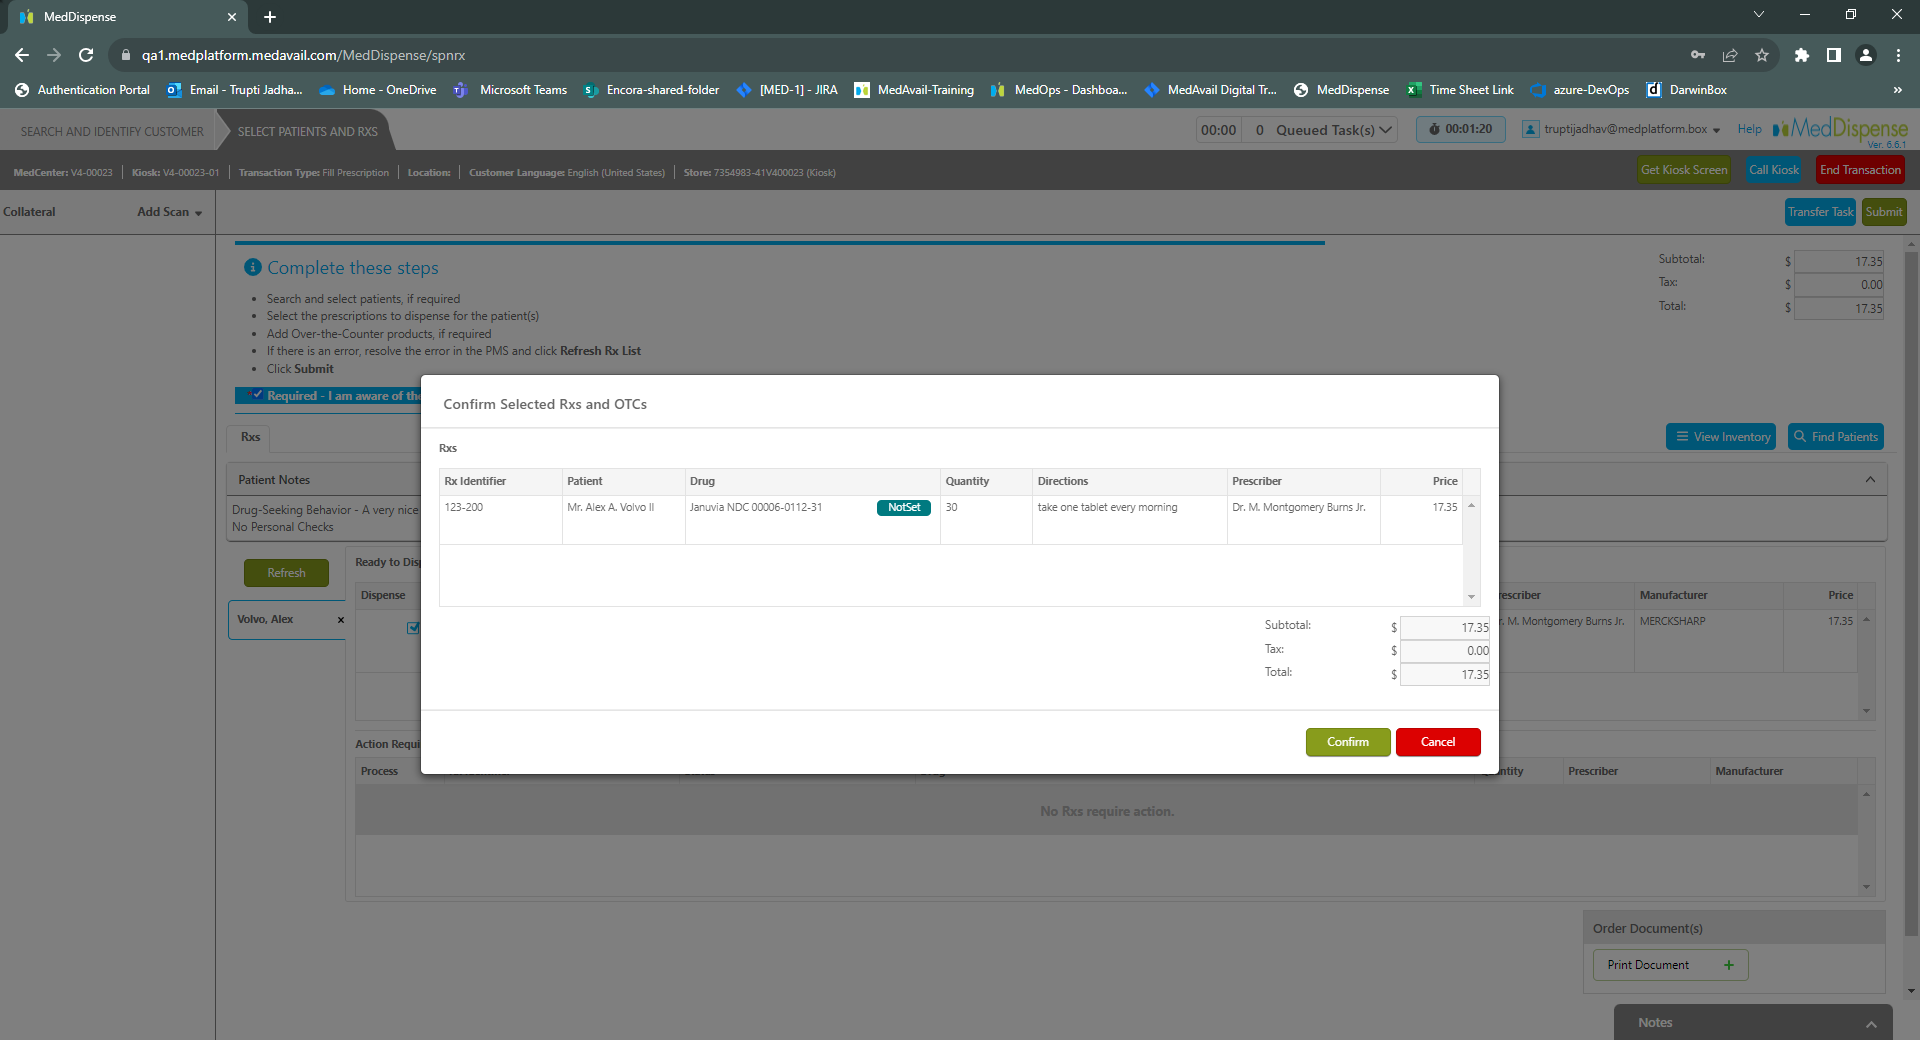 MedDispense
qa1.medplatform.medavail.com/MedDispense/spnrx
Authentication Portal
Email - Trupti Jadha...
Home - OneDrive
Microsoft Teams
Encora-shared-folder
[MED-1] - JIRA
MedAvail-Training
MedOps - Dashboa...
MedAvail Digital Tr...
MedDispense
Time Sheet Link
azure-DevOps
DarwinBox
SEARCH AND IDENTIFY CUSTOMER
SELECT PATIENTS AND RXS
00:00
0 Queued Task(s)
00:01:20
truptijadhav@medplatform.box
Help
MedDispense
Ver. 6.6.1
MedCenter: V4-00023
Kiosk: V4-00023-01
Transaction Type: Fill Prescription
Location:
Customer Language: English (United States)
Store: 7354983-41V400023 (Kiosk)
Get Kiosk Screen
Call Kiosk
End Transaction
Collateral
Add Scan
Transfer Task
Submit
Complete these steps
• Search and select patients, if required
• Select the prescriptions to dispense for the patient(s)
• Add Over-the-Counter products, if required
• If there is an error, resolve the error in the PMS and click Refresh Rx List
• Click Submit
Subtotal: $ 17.35
Tax: $ 0.00
Total: $ 17.35
* Required - I am aware of the
Rxs
View Inventory
Find Patients
Patient Notes
Drug-Seeking Behavior - A very nice
No Personal Checks
Refresh
Volvo, Alex ×
Ready to Dis
Dispense
Prescriber
Manufacturer
Price
r. M. Montgomery Burns Jr.
MERCKSHARP
17.35
Confirm Selected Rxs and OTCs
Rxs
Rx Identifier
Patient
Drug
Quantity
Directions
Prescriber
Price
123-200
Mr. Alex A. Volvo II
Januvia NDC 00006-0112-31
NotSet
30
take one tablet every morning
Dr. M. Montgomery Burns Jr.
17.35
Subtotal: $ 17.35
Tax: $ 0.00
Total: $ 17.35
Confirm
Cancel
Action Requi
Process
ntity
Prescriber
Manufacturer
No Rxs require action.
Order Document(s)
Print Document +
Notes